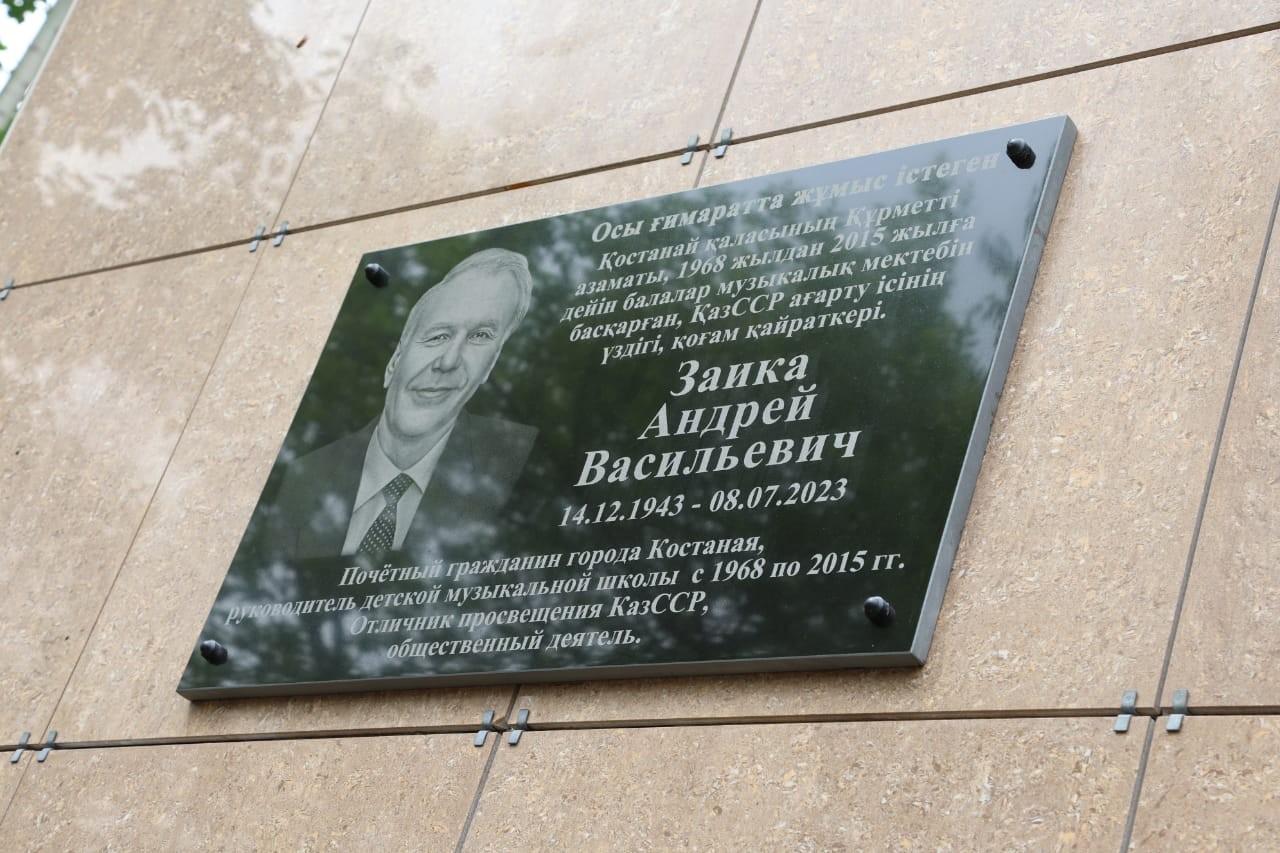 Осы ғимаратта жұмыс істеген
Қостанай қаласының Құрметті
азаматы, 1968 жылдан 2015 жылға
дейін балалар музыкалық мектебін
басқарған, ҚазССР ағарту ісінің
үздігі, қоғам қайраткері.
Заика
Андрей
Васильевич
14.12.1943 - 08.07.2023
Почётный гражданин города Костаная,
руководитель детской музыкальной школы с 1968 по 2015 гг.
Отличник просвещения КазССР,
общественный деятель.